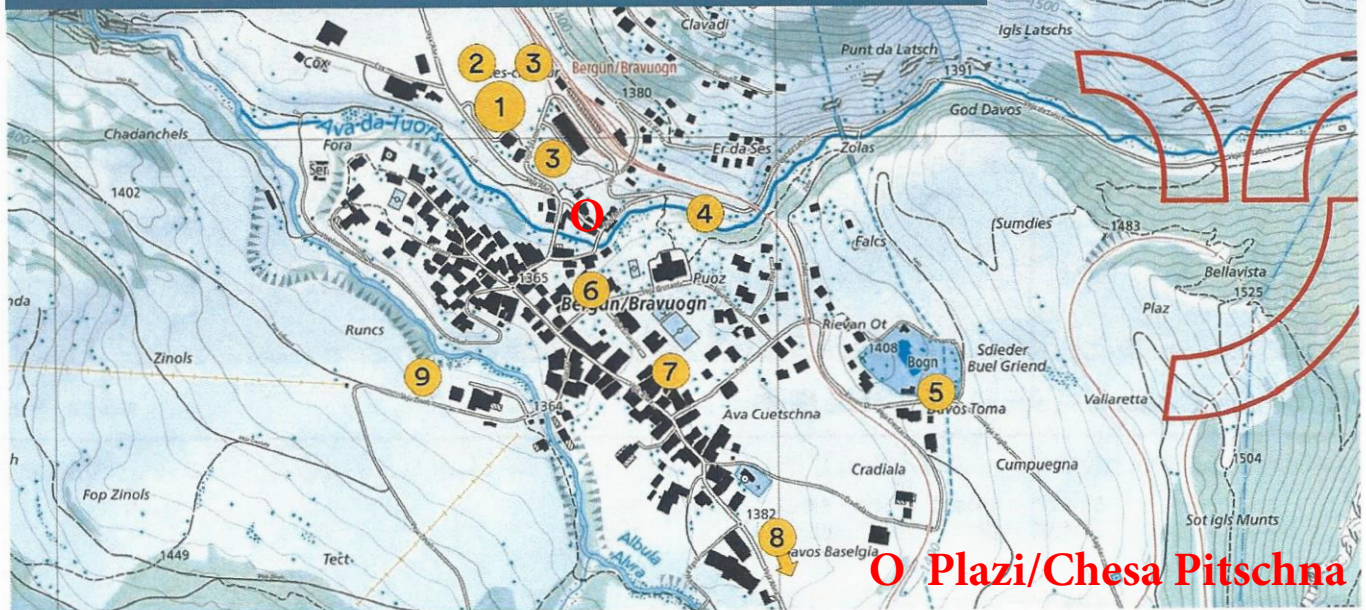 1500
Igls Latschs
Clavadi
Punt da Latsch
Cóx
2
3
Bergün/Bravuogn
1391
1
1380
God Davos
Chadanchels
Ava da Tuors
Fora
Er da Ses
Zolas
3
Ser
1402
O
4
Sumdies
1483
Falcs
Bellavista
1365
Puoz
1525
6
Bergün/Bravuogn
Plaz
Runcs
Rievan Ot
Zinols
1408
Bogn
Sdieder
Buel Griend
9
7
5
Vallaretta
1364
Ava Cuetschna
Davos Toma
1504
Cradiala
Cumpuegna
Fop Zinols
1382
Sot igls Munts
8
1449
Tect
Albula
Alvra
O Plazi/Chesa Pitschna